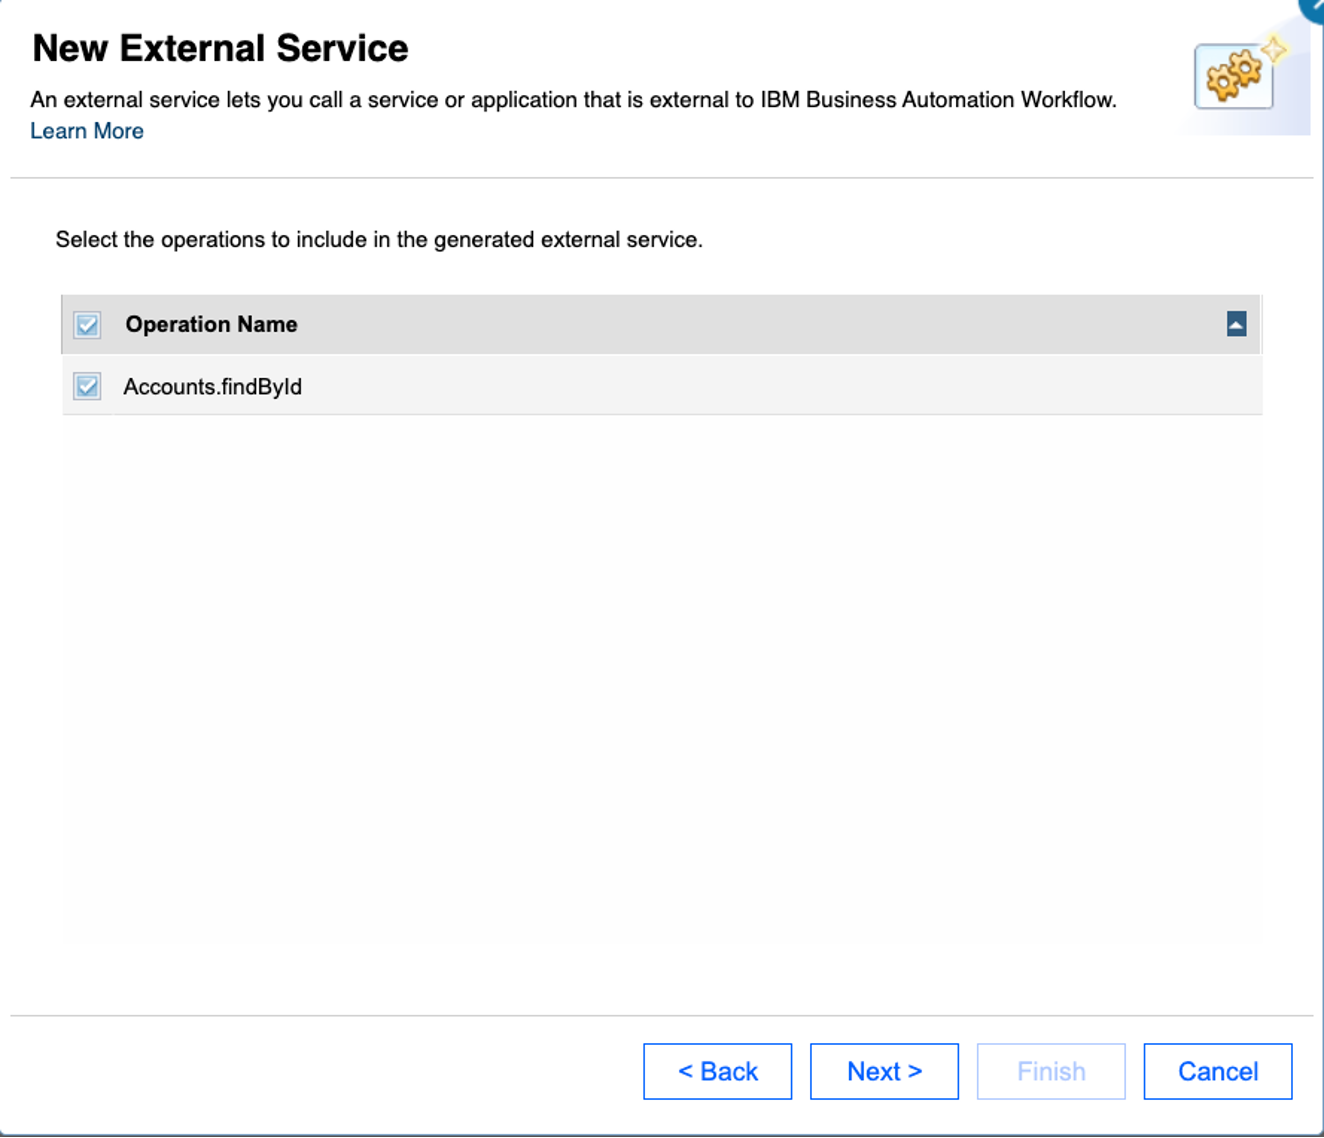 New External Service
An external service lets you call a service or application that is external to IBM Business Automation Workflow.
Learn More
Select the operations to include in the generated external service.
Operation Name
Accounts.findById
< Back
Next >
Finish
Cancel